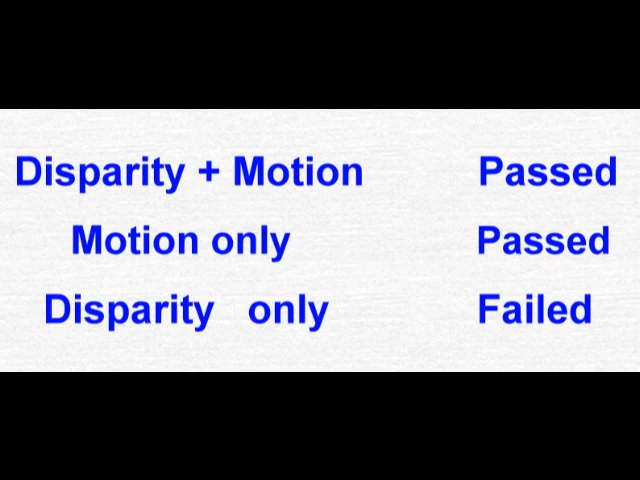 Disparity + Motion Passed
Motion only Passed
Disparity only Failed